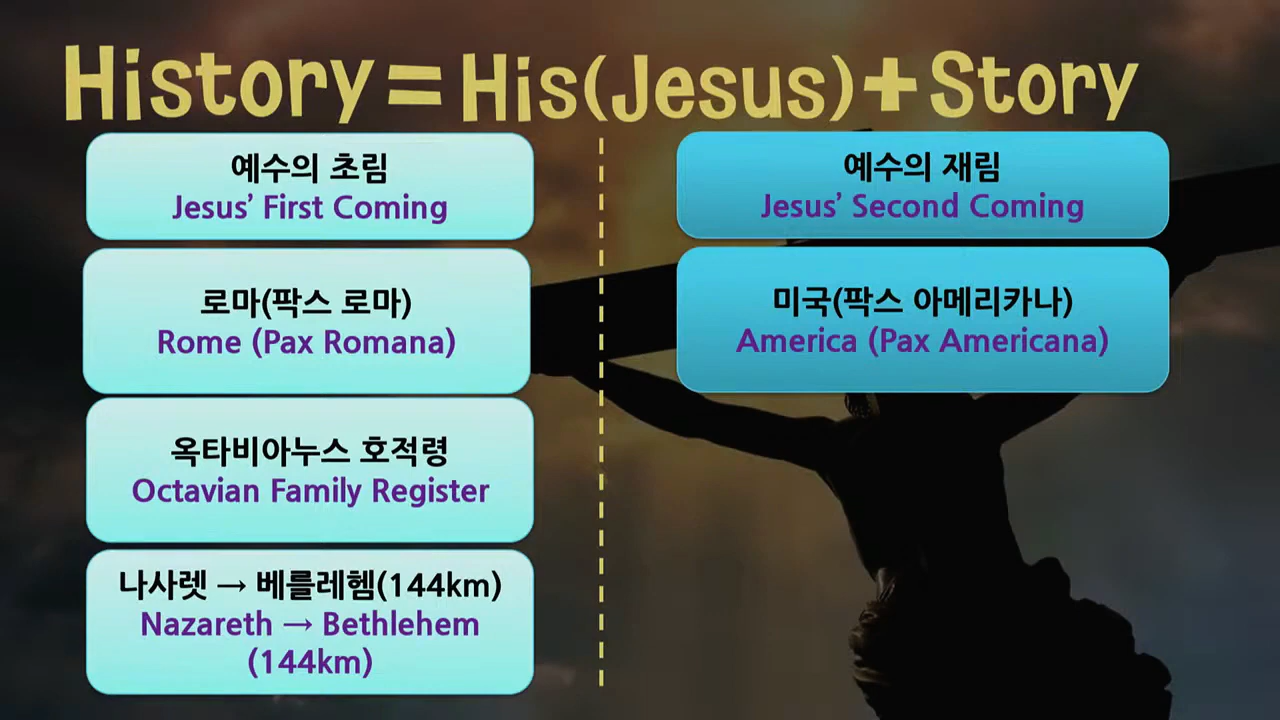 History=His(Jesus)+Story
예수의 초림
Jesus’ First Coming
로마(팍스 로마)
Rome (Pax Romana)
옥타비아누스 호적령
Octavian Family Register
나사렛 → 베를레헴(144km)
Nazareth → Bethlehem
(144km)
예수의 재림
Jesus’ Second Coming
미국(팍스 아메리카나)
America (Pax Americana)